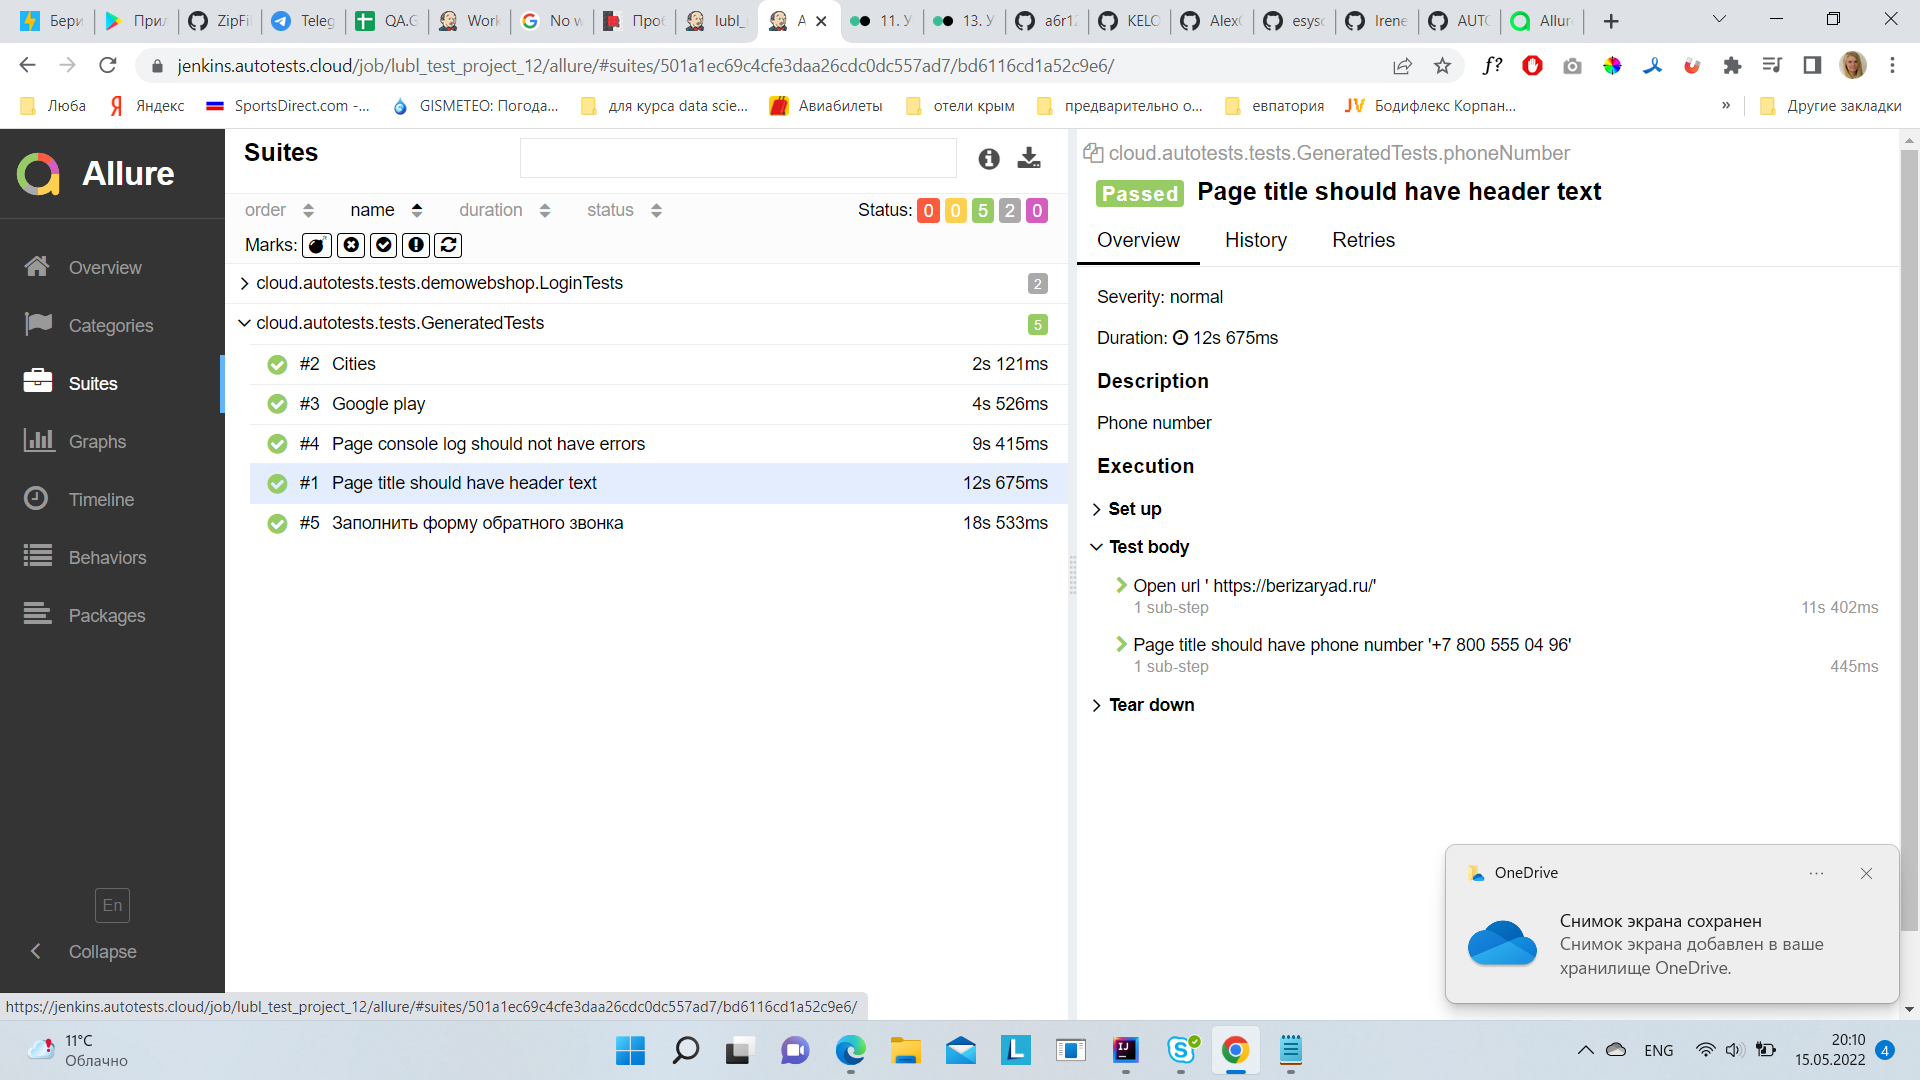 Бери
Прил
ZipFi
Teleg
QA.G
Work
No w
Проб
lubl_
A
11. У
13. У
a6r12
KELO
Alex
esyso
Irene
AUTO
Allure
jenkins.autotests.cloud/job/lubl_test_project_12/allure/#suites/501a1ec69c4cfe3daa26cdc0dc557ad7/bd6116cd1a52c9e6/
Люба
Яндекс
SportsDirect.com -...
GISMETEO: Погода...
для курса data scie...
Авиабилеты
отели крым
предварительно о...
евпатория
Бодифлекс Корпан...
»
Другие закладки
Allure
Overview
Categories
Suites
Graphs
Timeline
Behaviors
Packages
En
Collapse
Suites
order name duration status
Status: 0 0 5 2 0
Marks:
cloud.autotests.tests.demowebshop.LoginTests 2
cloud.autotests.tests.GeneratedTests 5
#2 Cities 2s 121ms
#3 Google play 4s 526ms
#4 Page console log should not have errors 9s 415ms
#1 Page title should have header text 12s 675ms
#5 Заполнить форму обратного звонка 18s 533ms
cloud.autotests.tests.GeneratedTests.phoneNumber
Passed Page title should have header text
Overview History Retries
Severity: normal
Duration: 12s 675ms
Description
Phone number
Execution
Set up
Test body
Open url ' https://berizaryad.ru/'
1 sub-step 11s 402ms
Page title should have phone number '+7 800 555 04 96'
1 sub-step 445ms
Tear down
OneDrive
Снимок экрана сохранен
Снимок экрана добавлен в ваше
хранилище OneDrive.
https://jenkins.autotests.cloud/job/lubl_test_project_12/allure/#suites/501a1ec69c4cfe3daa26cdc0dc557ad7/bd6116cd1a52c9e6/
11°C
Облачно
ENG
20:10
15.05.2022
4